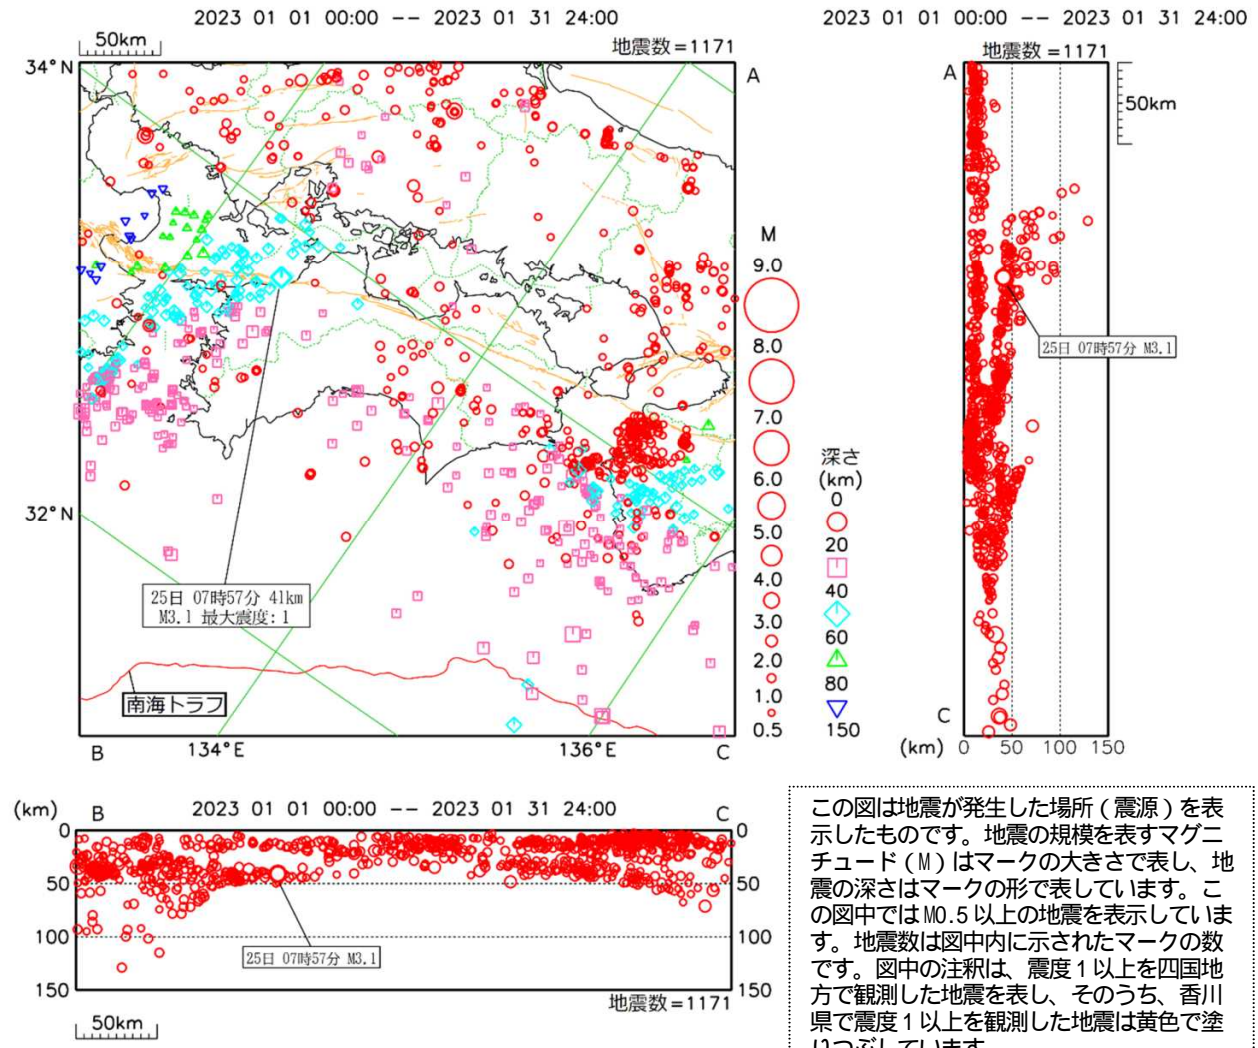 2023 01 01 00:00 -- 2023 01 31 24:00
50km
地震数=1171
34°N
A
32°N
25日 07時57分 41km
M3.1 最大震度:1
南海トラフ
B
134°E
136°E
C
M
9.0
8.0
7.0
6.0
5.0
4.0
3.0
2.0
1.0
0.5
深さ
(km)
0
20
40
60
80
150
2023 01 01 00:00 -- 2023 01 31 24:00
地震数=1171
A
50km
25日 07時57分 M3.1
C
(km) 0 50 100 150
(km) B 2023 01 01 00:00 -- 2023 01 31 24:00 C
0 0
50 50
100 100
25日 07時57分 M3.1
150 150
地震数=1171
50km
この図は地震が発生した場所(震源)を表
示したものです。地震の規模を表すマグニ
チュード(M)はマークの大きさで表し、地
震の深さはマークの形で表しています。こ
の図中ではM0.5以上の地震を表示していま
す。地震数は図中内に示されたマークの数
です。図中の注釈は、震度1以上を四国地
方で観測した地震を表し、そのうち、香川
県で震度1以上を観測した地震は黄色で塗
りつぶしています